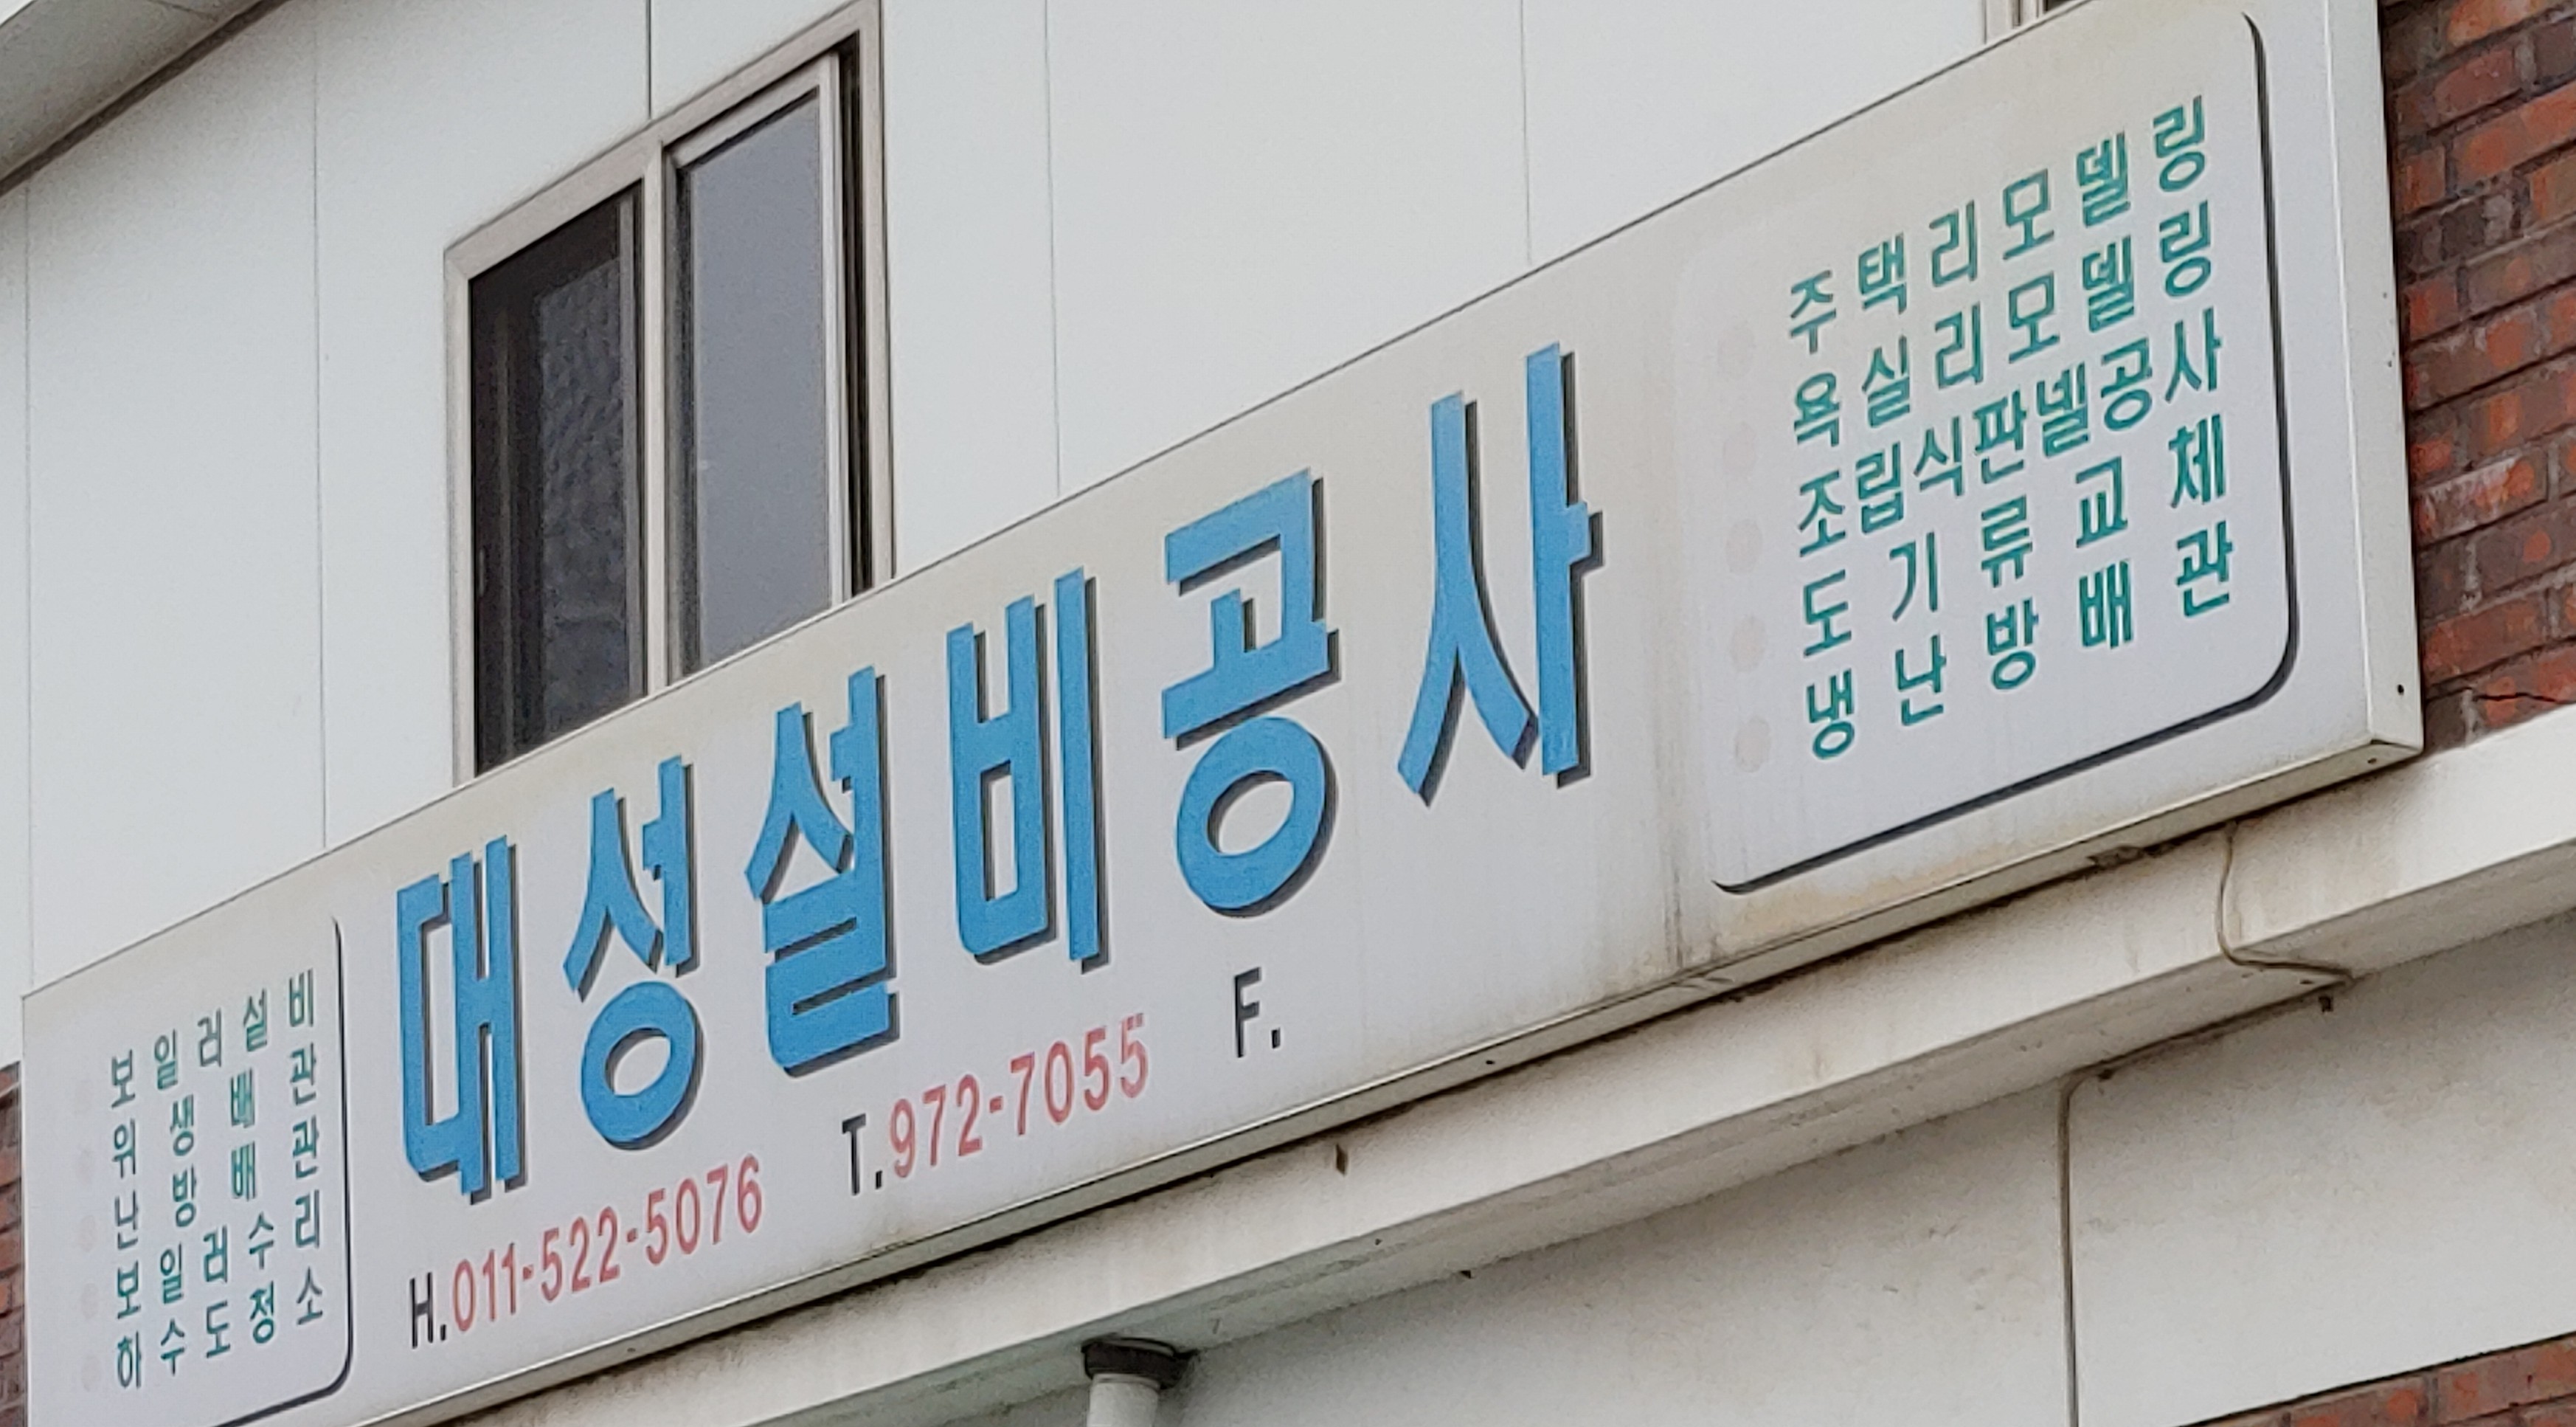 보일러설비
위생배관
난방배관
보일러수리
하수도청소
대성설비공사
H.011-522-5076 T.972-7055 F.
주택리모델링
욕실리모델링
조립식판넬공사
도기류교체
냉난방배관